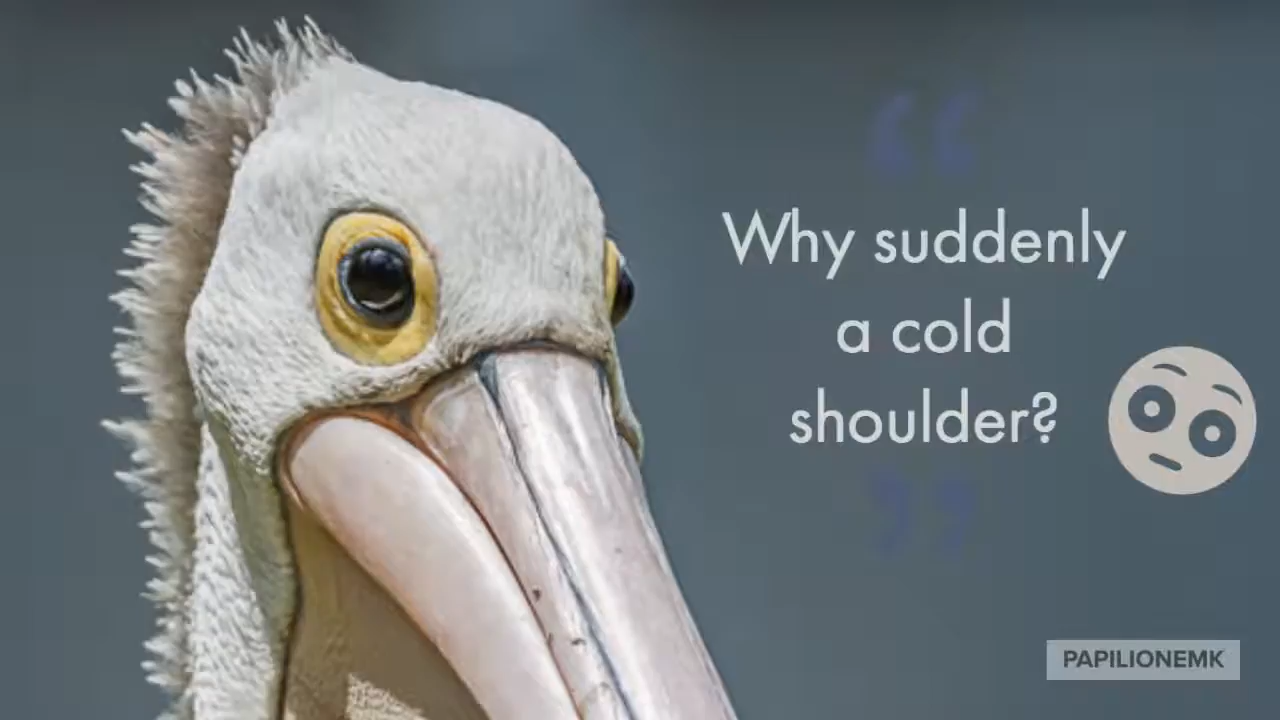 “
Why suddenly
a cold
shoulder?
”
PAPILIONEMK